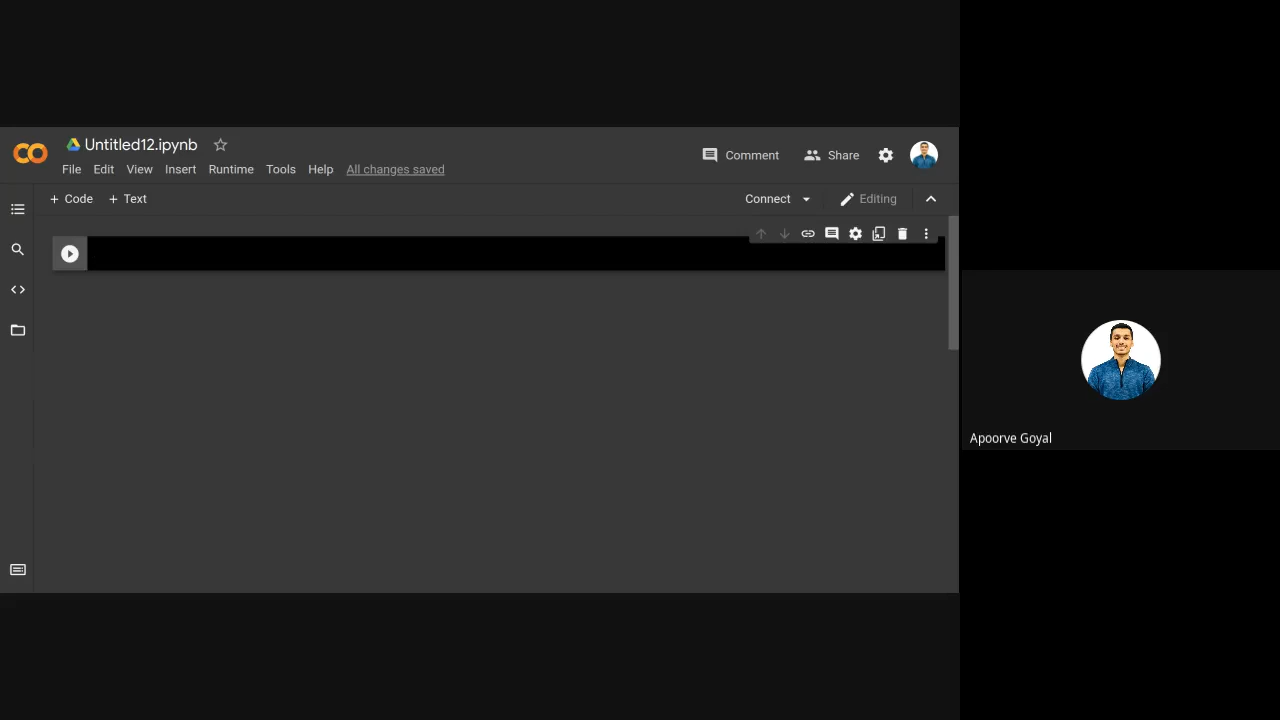 Untitled12.ipynb
File Edit View Insert Runtime Tools Help All changes saved
Comment Share
+ Code + Text
Connect Editing
Apoorve Goyal